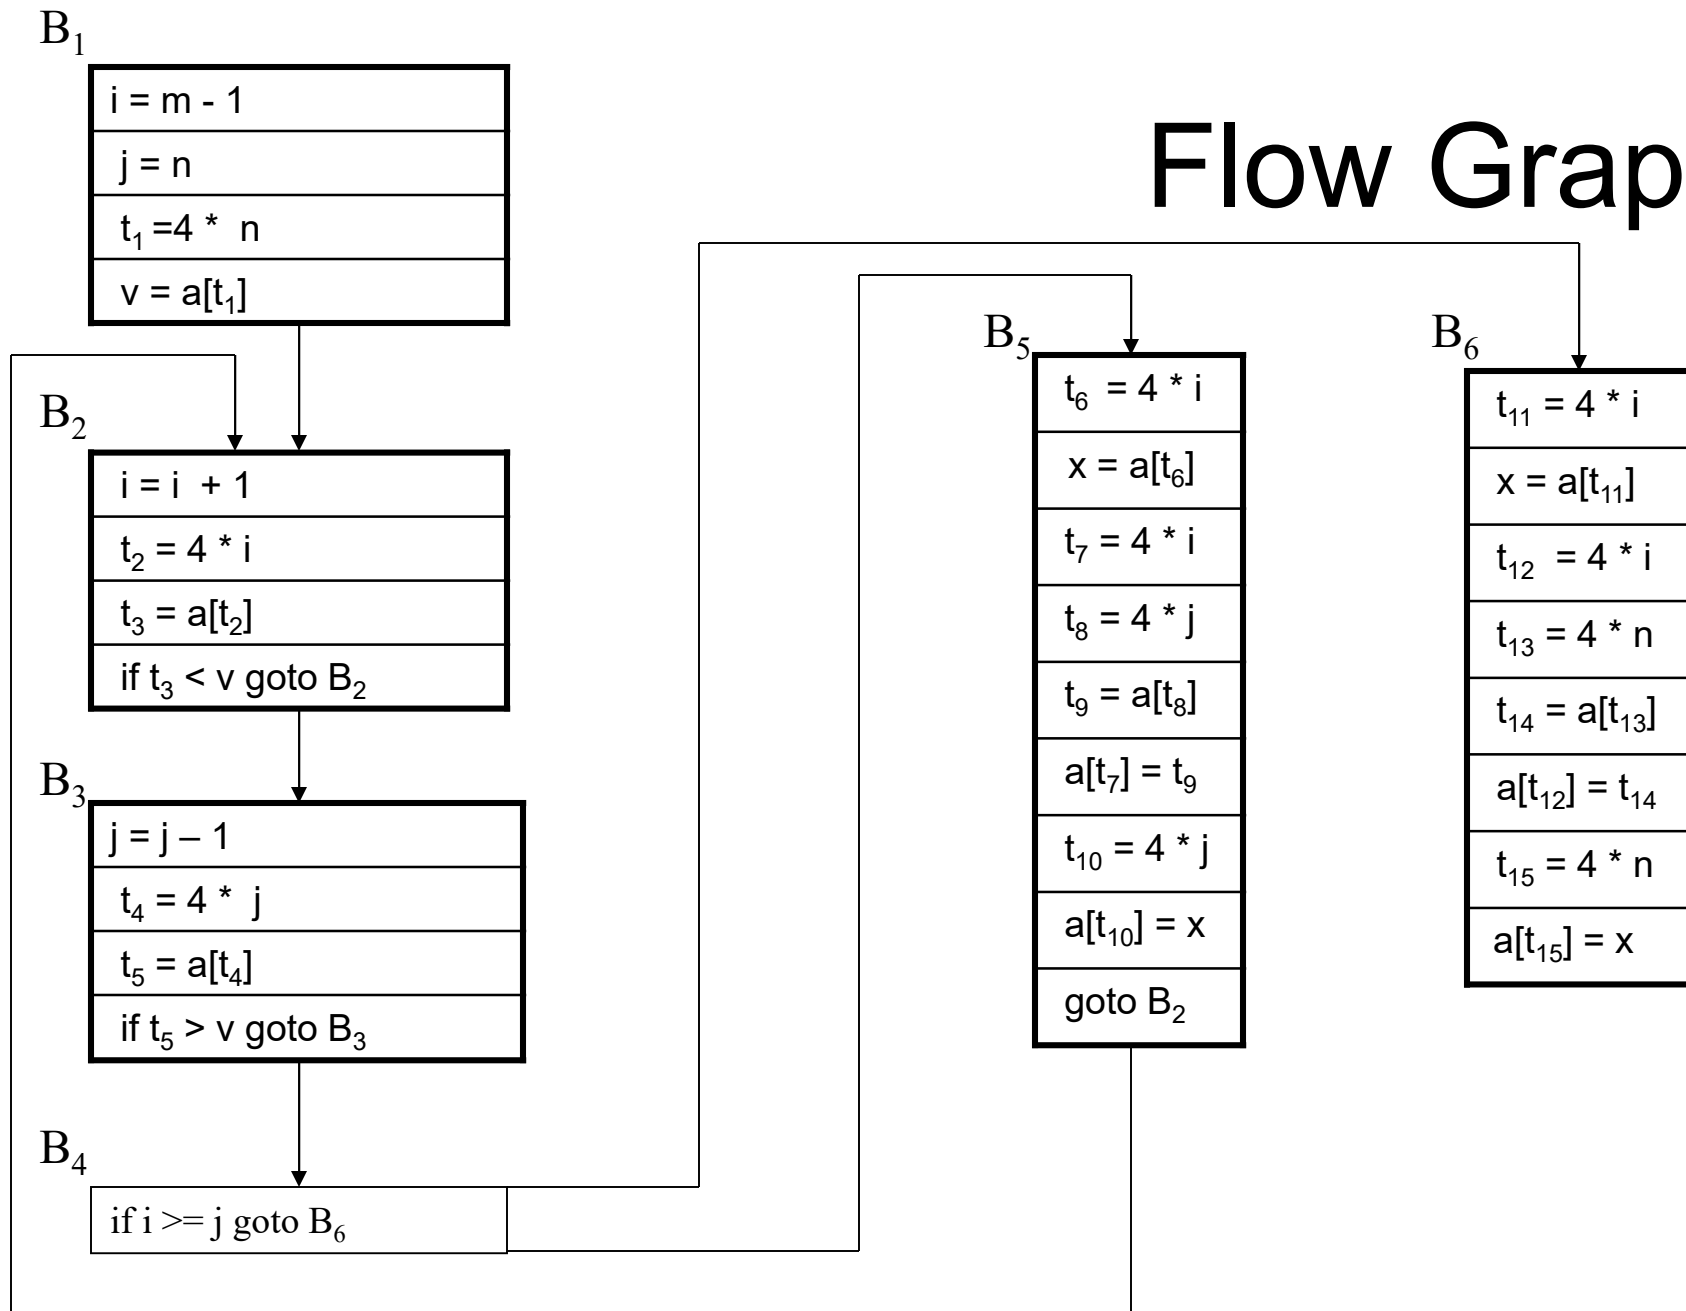 Flow Grap
B₁
i = m - 1
j = n
t₁ =4 * n
v = a[t₁]
B₂
i = i + 1
t₂ = 4 * i
t₃ = a[t₂]
if t₃ < v goto B₂
B₃
j = j – 1
t₄ = 4 * j
t₅ = a[t₄]
if t₅ > v goto B₃
B₄
if i >= j goto B₆
B₅
t₆ = 4 * i
x = a[t₆]
t₇ = 4 * i
t₈ = 4 * j
t₉ = a[t₈]
a[t₇] = t₉
t₁₀ = 4 * j
a[t₁₀] = x
goto B₂
B₆
t₁₁ = 4 * i
x = a[t₁₁]
t₁₂ = 4 * i
t₁₃ = 4 * n
t₁₄ = a[t₁₃]
a[t₁₂] = t₁₄
t₁₅ = 4 * n
a[t₁₅] = x